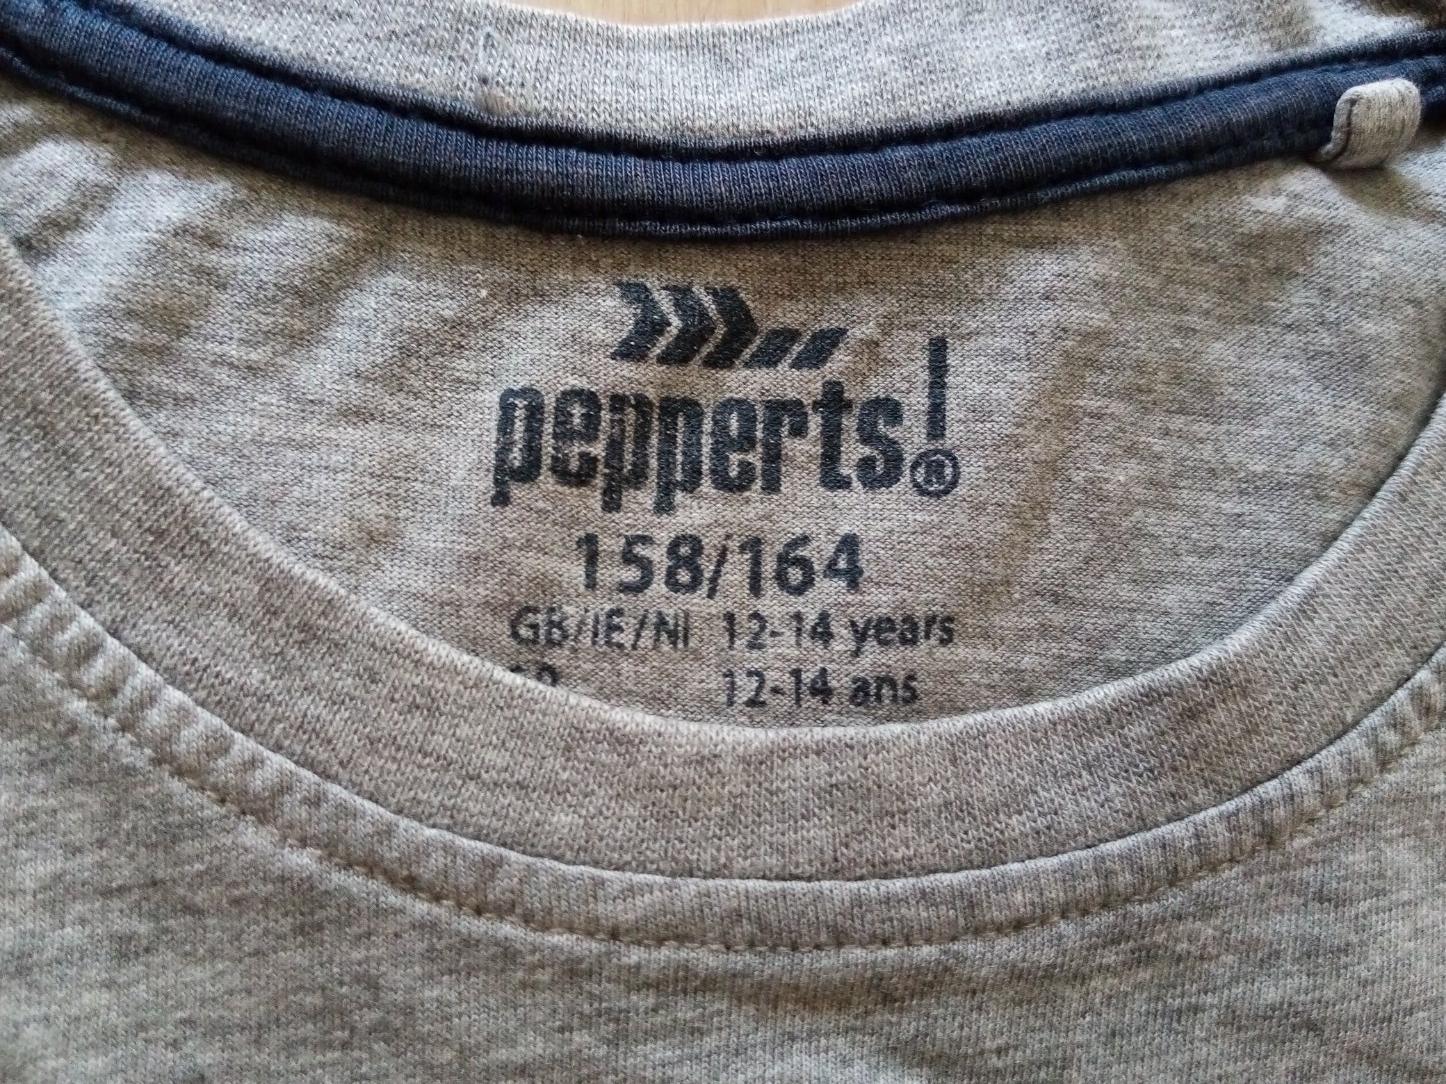 pepperts!®
158/164
GB/IE/NI 12-14 years
12-14 ans